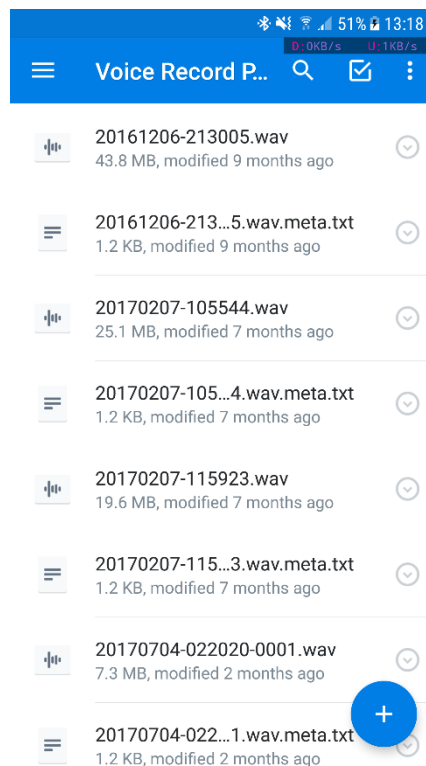 51% 13:18
D:0KB/s U:1KB/s
Voice Record P...
20161206-213005.wav
43.8 MB, modified 9 months ago
20161206-213...5.wav.meta.txt
1.2 KB, modified 9 months ago
20170207-105544.wav
25.1 MB, modified 7 months ago
20170207-105...4.wav.meta.txt
1.2 KB, modified 7 months ago
20170207-115923.wav
19.6 MB, modified 7 months ago
20170207-115...3.wav.meta.txt
1.2 KB, modified 7 months ago
20170704-022020-0001.wav
7.3 MB, modified 2 months ago
20170704-022...1.wav.meta.txt
1.2 KB, modified 2 months ago